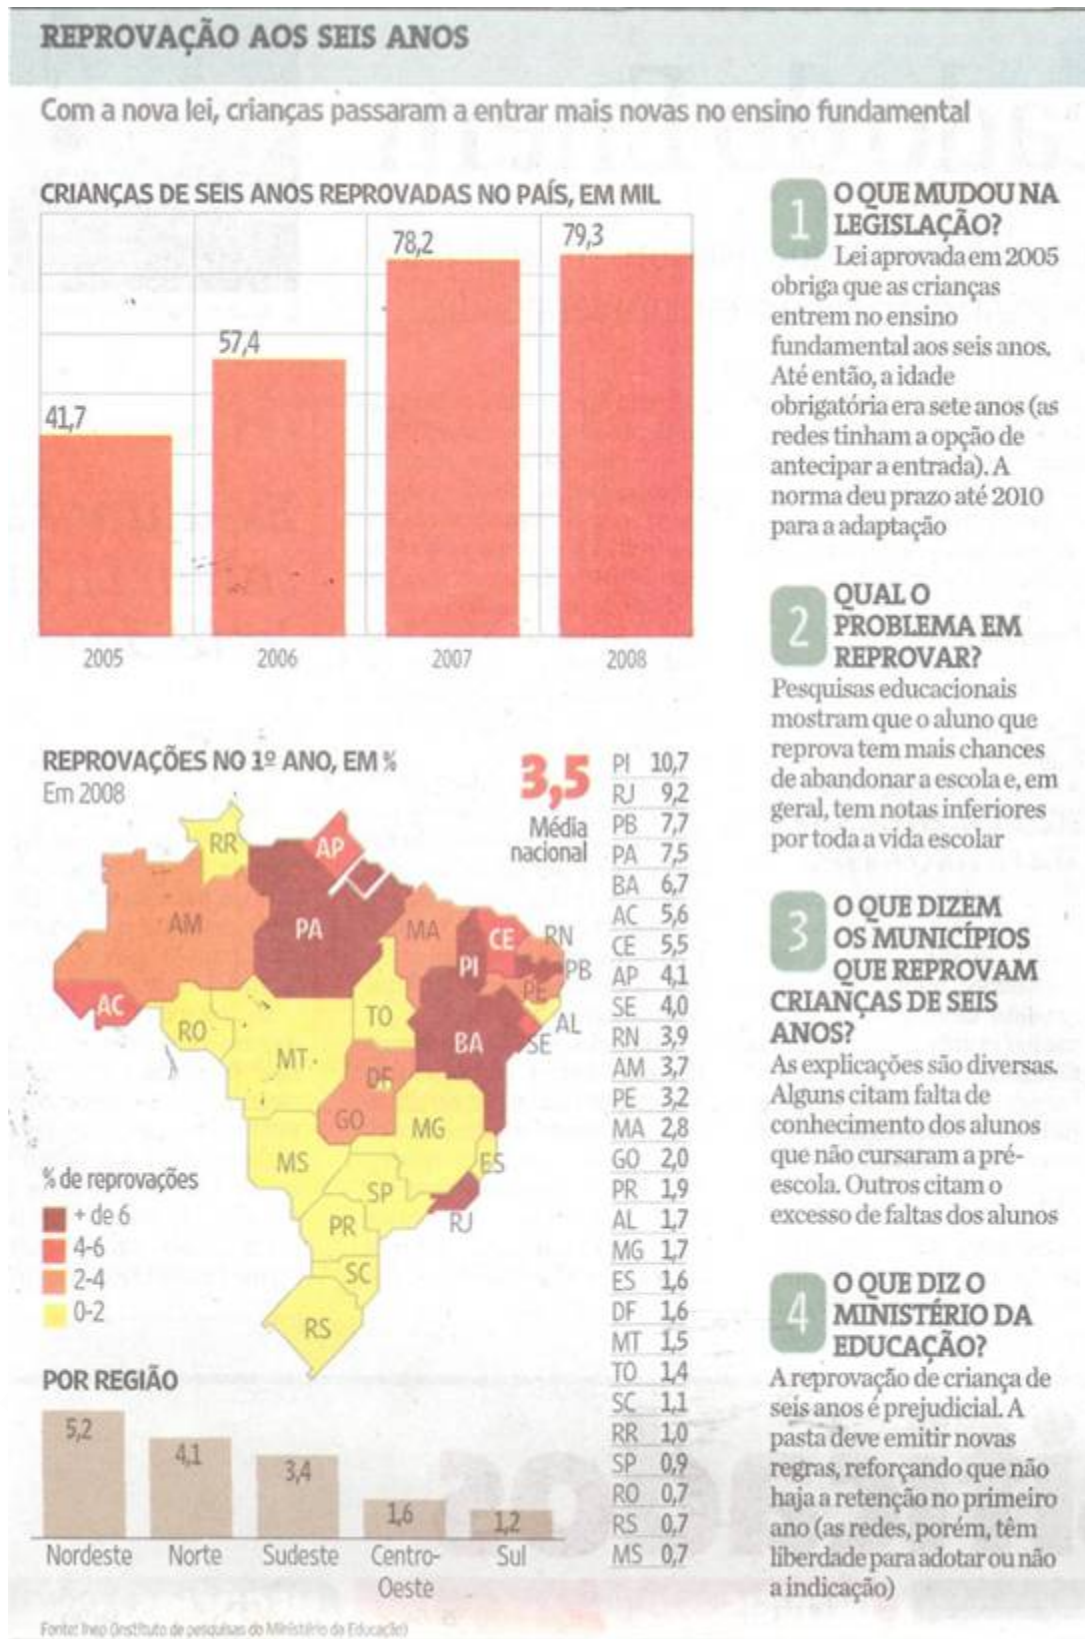 REPROVAÇÃO AOS SEIS ANOS
Com a nova lei, crianças passaram a entrar mais novas no ensino fundamental
CRIANÇAS DE SEIS ANOS REPROVADAS NO PAÍS, EM MIL
41,7
57,4
78,2
79,3
2005
2006
2007
2008
REPROVAÇÕES NO 1º ANO, EM %
Em 2008
3,5
Média
nacional
RR
AP
AM
PA
MA
CE
RN
PI
PB
PE
AC
RO
TO
AL
SE
BA
MT
DF
GO
MG
MS
ES
SP
RJ
PR
SC
RS
% de reprovações
+ de 6
4-6
2-4
0-2
PI 10,7
RJ 9,2
PB 7,7
PA 7,5
BA 6,7
AC 5,6
CE 5,5
AP 4,1
SE 4,0
RN 3,9
AM 3,7
PE 3,2
MA 2,8
GO 2,0
PR 1,9
AL 1,7
MG 1,7
ES 1,6
DF 1,6
MT 1,5
TO 1,4
SC 1,1
RR 1,0
SP 0,9
RO 0,7
RS 0,7
MS 0,7
POR REGIÃO
5,2
4,1
3,4
1,6
1,2
Nordeste
Norte
Sudeste
Centro-
Oeste
Sul
Fonte: Inep (Instituto de pesquisas do Ministério da Educação)
1 O QUE MUDOU NA
LEGISLAÇÃO?
Lei aprovada em 2005
obriga que as crianças
entrem no ensino
fundamental aos seis anos.
Até então, a idade
obrigatória era sete anos (as
redes tinham a opção de
antecipar a entrada). A
norma deu prazo até 2010
para a adaptação
2 QUAL O
PROBLEMA EM
REPROVAR?
Pesquisas educacionais
mostram que o aluno que
reprova tem mais chances
de abandonar a escola e, em
geral, tem notas inferiores
por toda a vida escolar
3 O QUE DIZEM
OS MUNICÍPIOS
QUE REPROVAM
CRIANÇAS DE SEIS
ANOS?
As explicações são diversas.
Alguns citam falta de
conhecimento dos alunos
que não cursaram a pré-
escola. Outros citam o
excesso de faltas dos alunos
4 O QUE DIZ O
MINISTÉRIO DA
EDUCAÇÃO?
A reprovação de criança de
seis anos é prejudicial. A
pasta deve emitir novas
regras, reforçando que não
haja a retenção no primeiro
ano (as redes, porém, têm
liberdade para adotar ou não
a indicação)